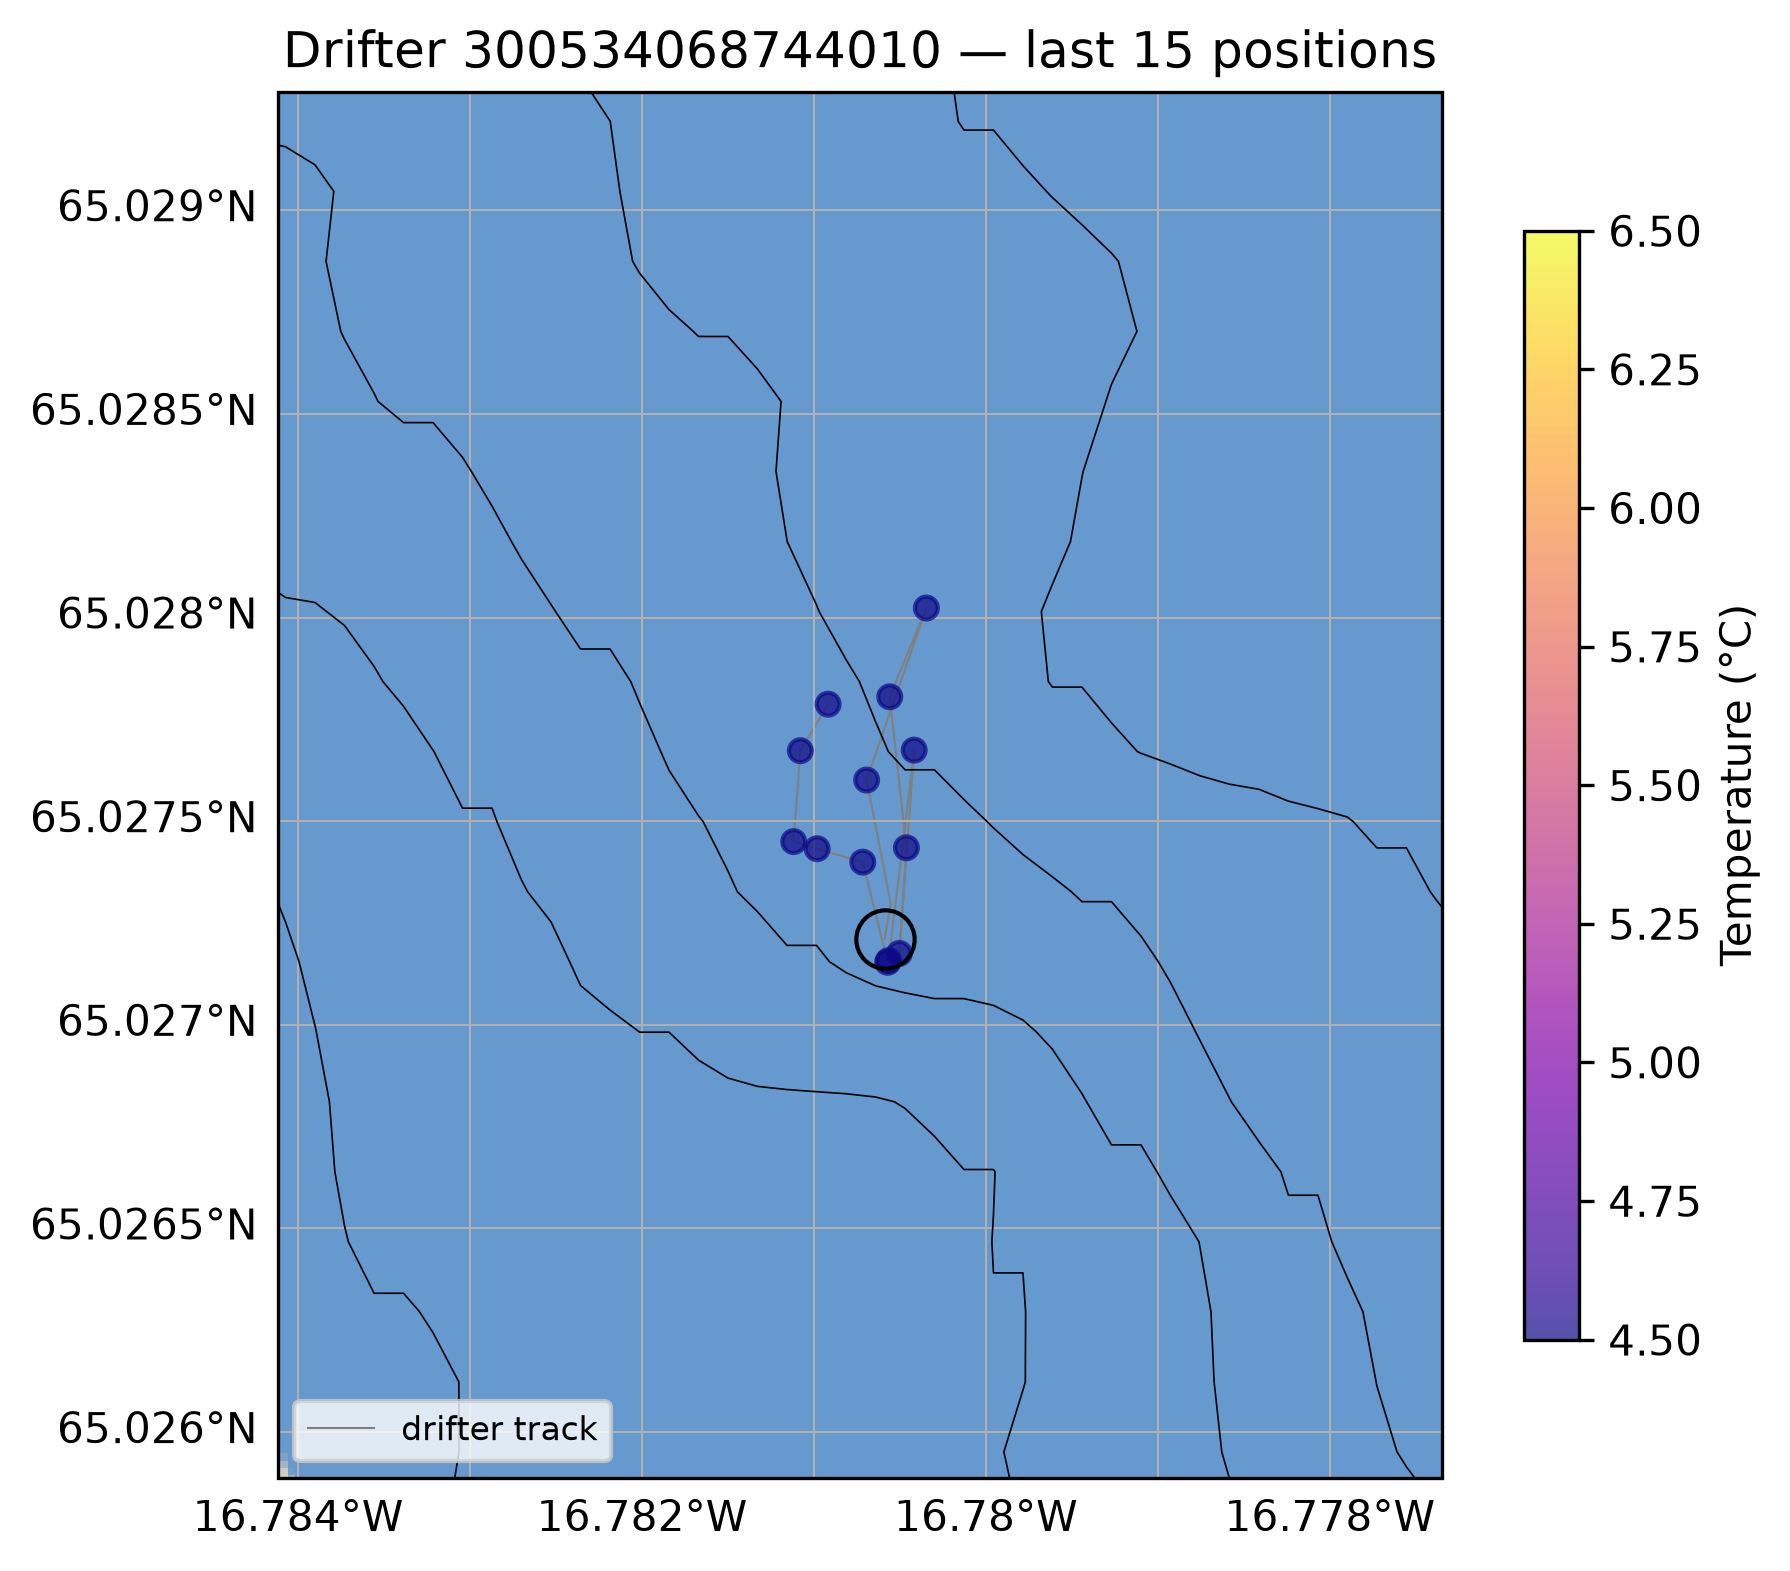 Drifter 300534068744010 — last 15 positions
65.029°N
65.0285°N
65.028°N
65.0275°N
65.027°N
65.0265°N
65.026°N
16.784°W
16.782°W
16.78°W
16.778°W
drifter track
6.50
6.25
6.00
5.75
5.50
5.25
5.00
4.75
4.50
Temperature (°C)